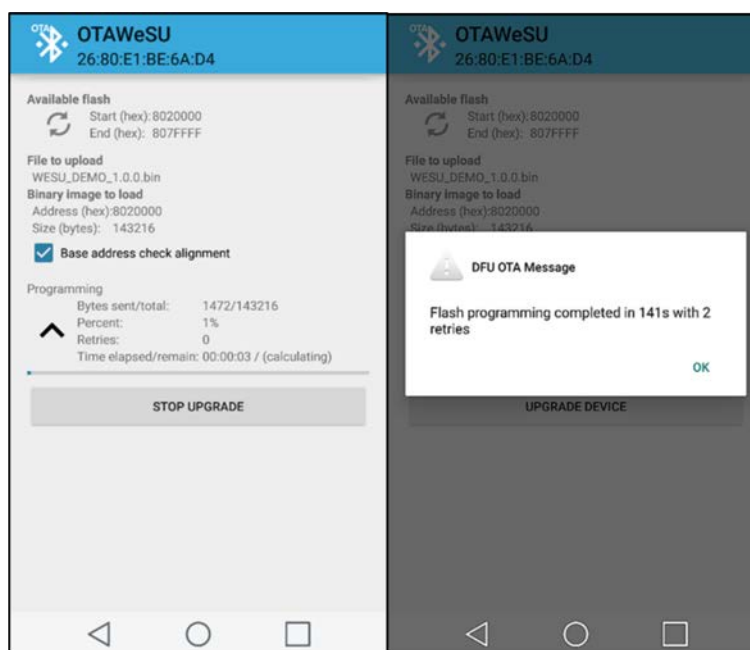 OTA
OTAWeSU
26:80:E1:BE:6A:D4
Available flash
Start (hex): 8020000
End (hex): 807FFFF
File to upload
WESU_DEMO_1.0.0.bin
Binary image to load
Address (hex):8020000
Size (bytes): 143216
Base address check alignment
Programming
Bytes sent/total: 1472/143216
Percent: 1%
Retries: 0
Time elapsed/remain: 00:00:03 / (calculating)
STOP UPGRADE
OTA
OTAWeSU
26:80:E1:BE:6A:D4
Available flash
Start (hex): 8020000
End (hex): 807FFFF
File to upload
WESU_DEMO_1.0.0.bin
Binary image to load
Address (hex):8020000
Size (bytes): 143216
DFU OTA Message
Flash programming completed in 141s with 2
retries
OK
UPGRADE DEVICE